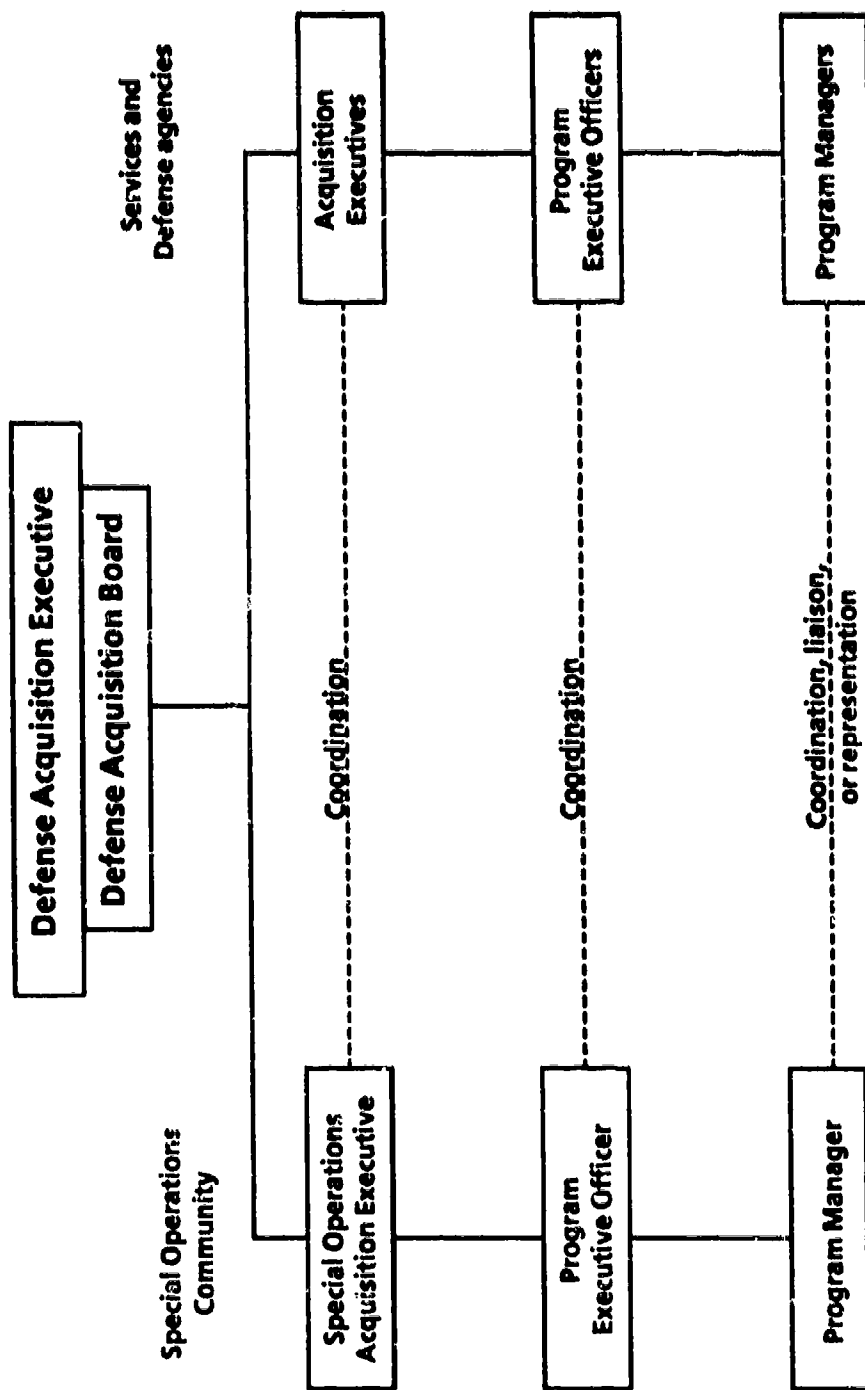 Defense Acquisition Executive
Defense Acquisition Board
Special Operations
Community
Services and
Defense agencies
Special Operations
Acquisition Executive
Coordination
Acquisition
Executives
Program
Executive Officer
Coordination
Program
Executive Officers
Program Manager
Coordination, liaison,
or representation
Program Managers